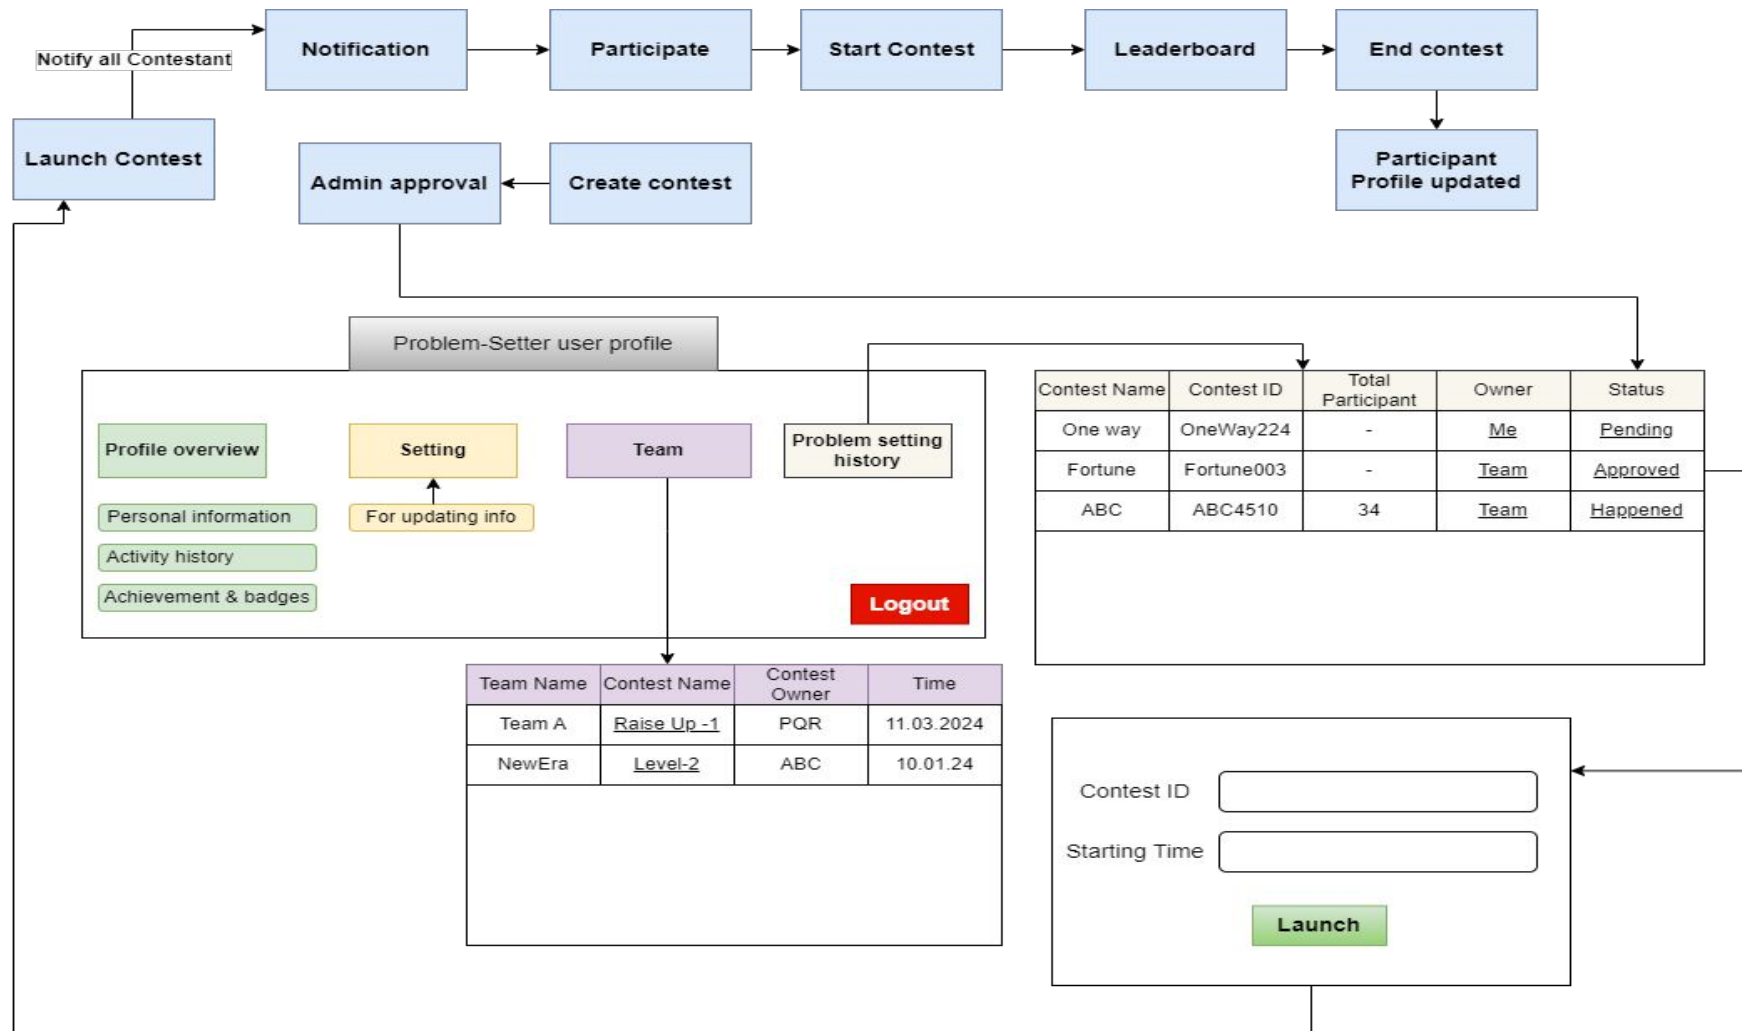 Notification
Participate
Start Contest
Leaderboard
End contest
Notify all Contestant
Launch Contest
Admin approval
Create contest
Participant
Profile updated
Problem-Setter user profile
Profile overview
Setting
Team
Problem setting
history
Personal information
For updating info
Activity history
Achievement & badges
Logout
Contest Name Contest ID Total Participant Owner Status
One way OneWay224 - Me Pending
Fortune Fortune003 - Team Approved
ABC ABC4510 34 Team Happened
Team Name Contest Name Contest Owner Time
Team A Raise Up -1 PQR 11.03.2024
NewEra Level-2 ABC 10.01.24
Contest ID
Starting Time
Launch